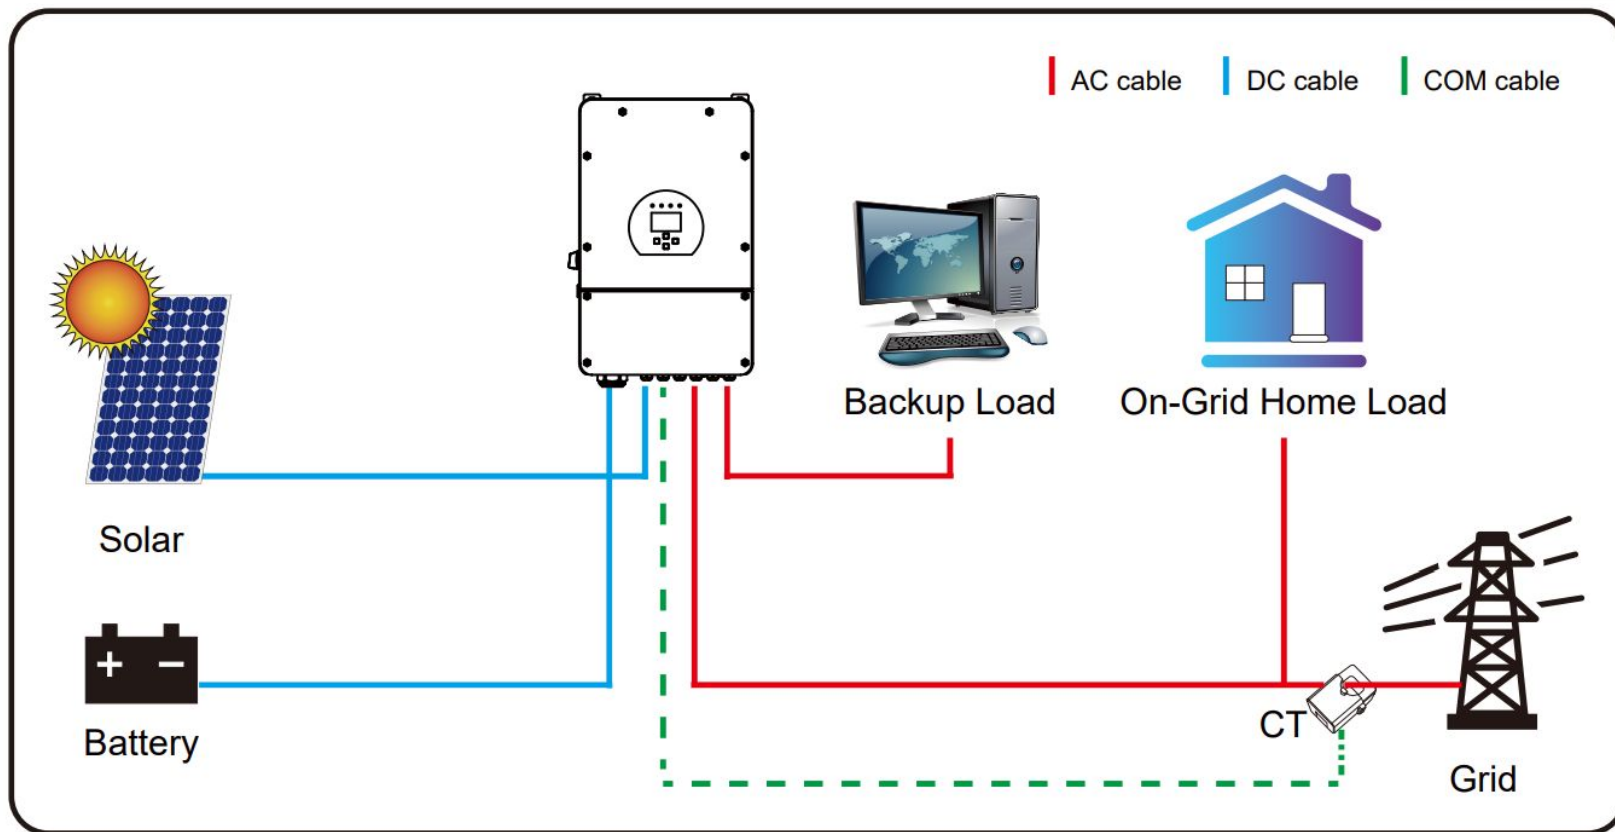 AC cable
DC cable
COM cable
Backup Load
On-Grid Home Load
Solar
+ −
Battery
CT
Grid